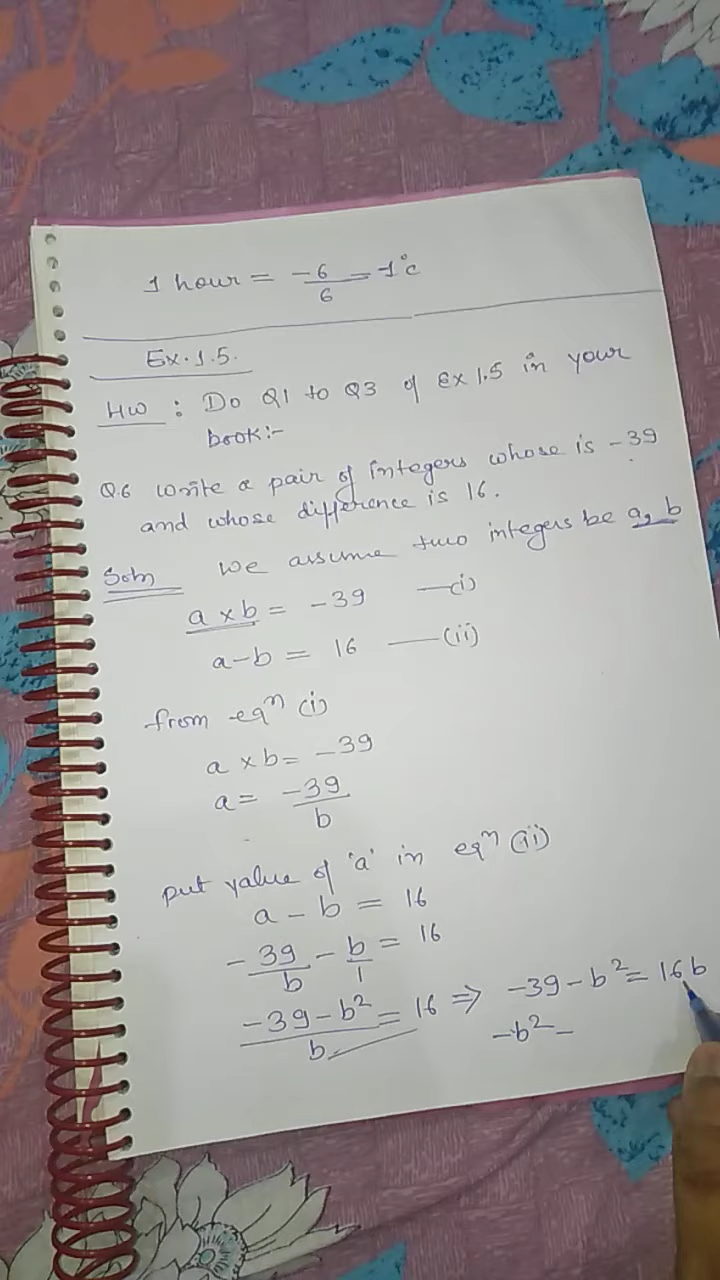 1 hour = -6/6 = -1°c
Ex. 1.5.
HW : Do Q1 to Q3 of Ex 1.5 in your
book:-
Q.6 Write a pair of integers whose is -39
and whose difference is 16.
Soln we assume two integers be a, b
a × b = -39 —(i)
a - b = 16 —(ii)
from eqⁿ (i)
a × b = -39
a = -39/b
put value of 'a' in eqⁿ (ii)
a - b = 16
-39/b - b/1 = 16
-39 - b²/b = 16 ⇒ -39 - b² = 16b
-b² -